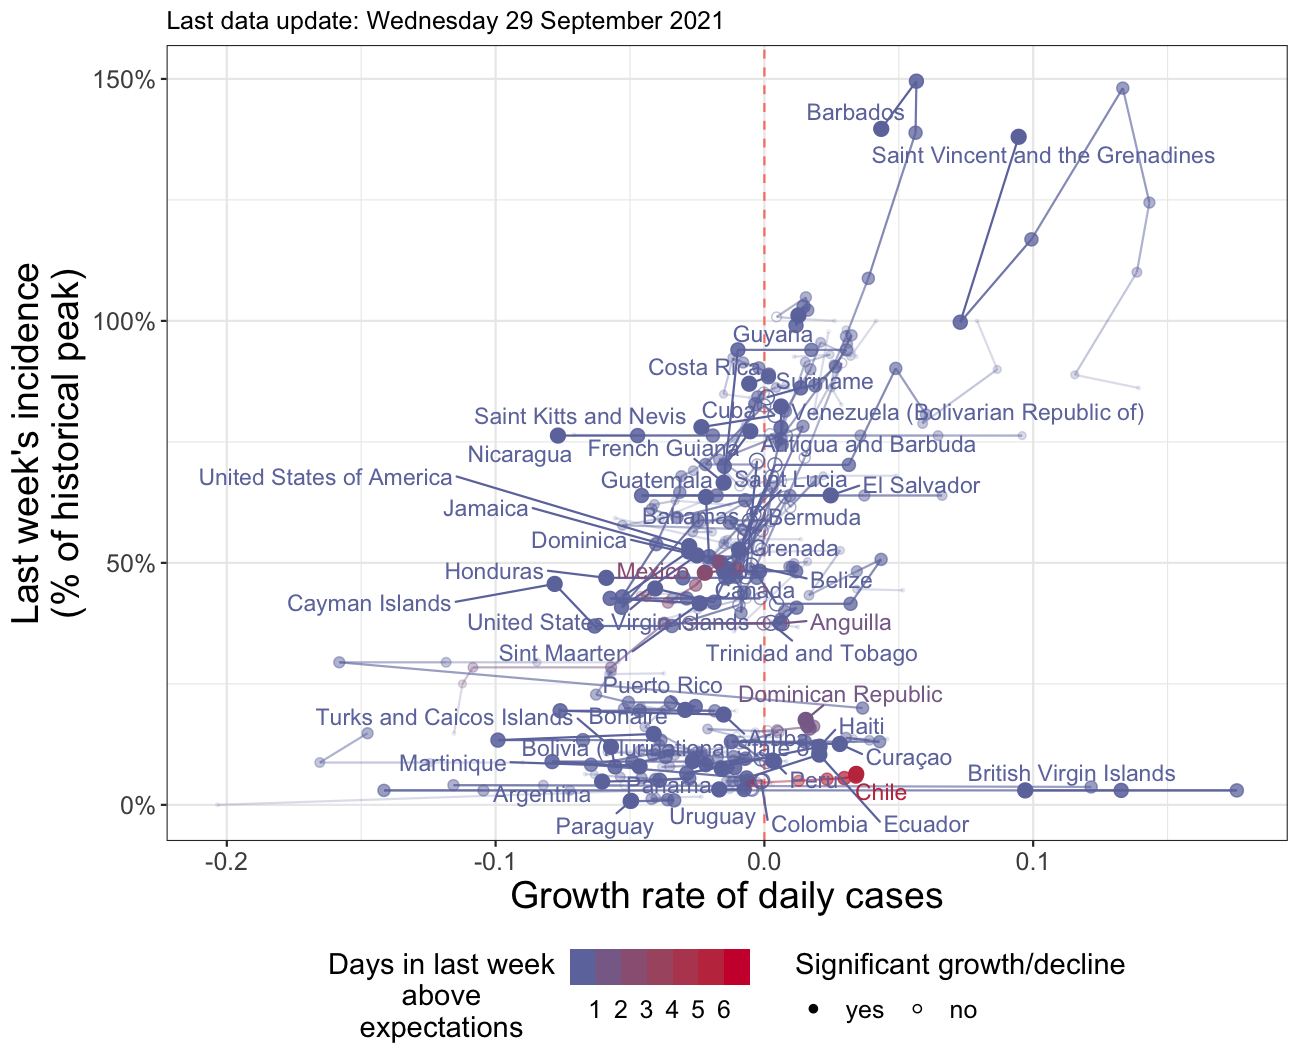 Last data update: Wednesday 29 September 2021
Last week's incidence
(% of historical peak)
150%
100%
50%
0%
Barbados
Saint Vincent and the Grenadines
Guyana
Costa Rica
Suriname
Saint Kitts and Nevis
Cuba
Venezuela (Bolivarian Republic of)
Nicaragua
French Guiana
Antigua and Barbuda
United States of America
Guatemala
Saint Lucia
El Salvador
Jamaica
Bahamas
Bermuda
Dominica
Grenada
Honduras
Mexico
Belize
Cayman Islands
Canada
United States Virgin Islands
Anguilla
Sint Maarten
Trinidad and Tobago
Puerto Rico
Dominican Republic
Turks and Caicos Islands
Bonaire
Haiti
Aruba
Bolivia (Plurinational State of
Curaçao
Martinique
British Virgin Islands
Peru
Panama
Argentina
Chile
Paraguay
Uruguay
Colombia
Ecuador
-0.2
-0.1
0.0
0.1
Growth rate of daily cases
Days in last week
above
expectations
1 2 3 4 5 6
Significant growth/decline
yes
no